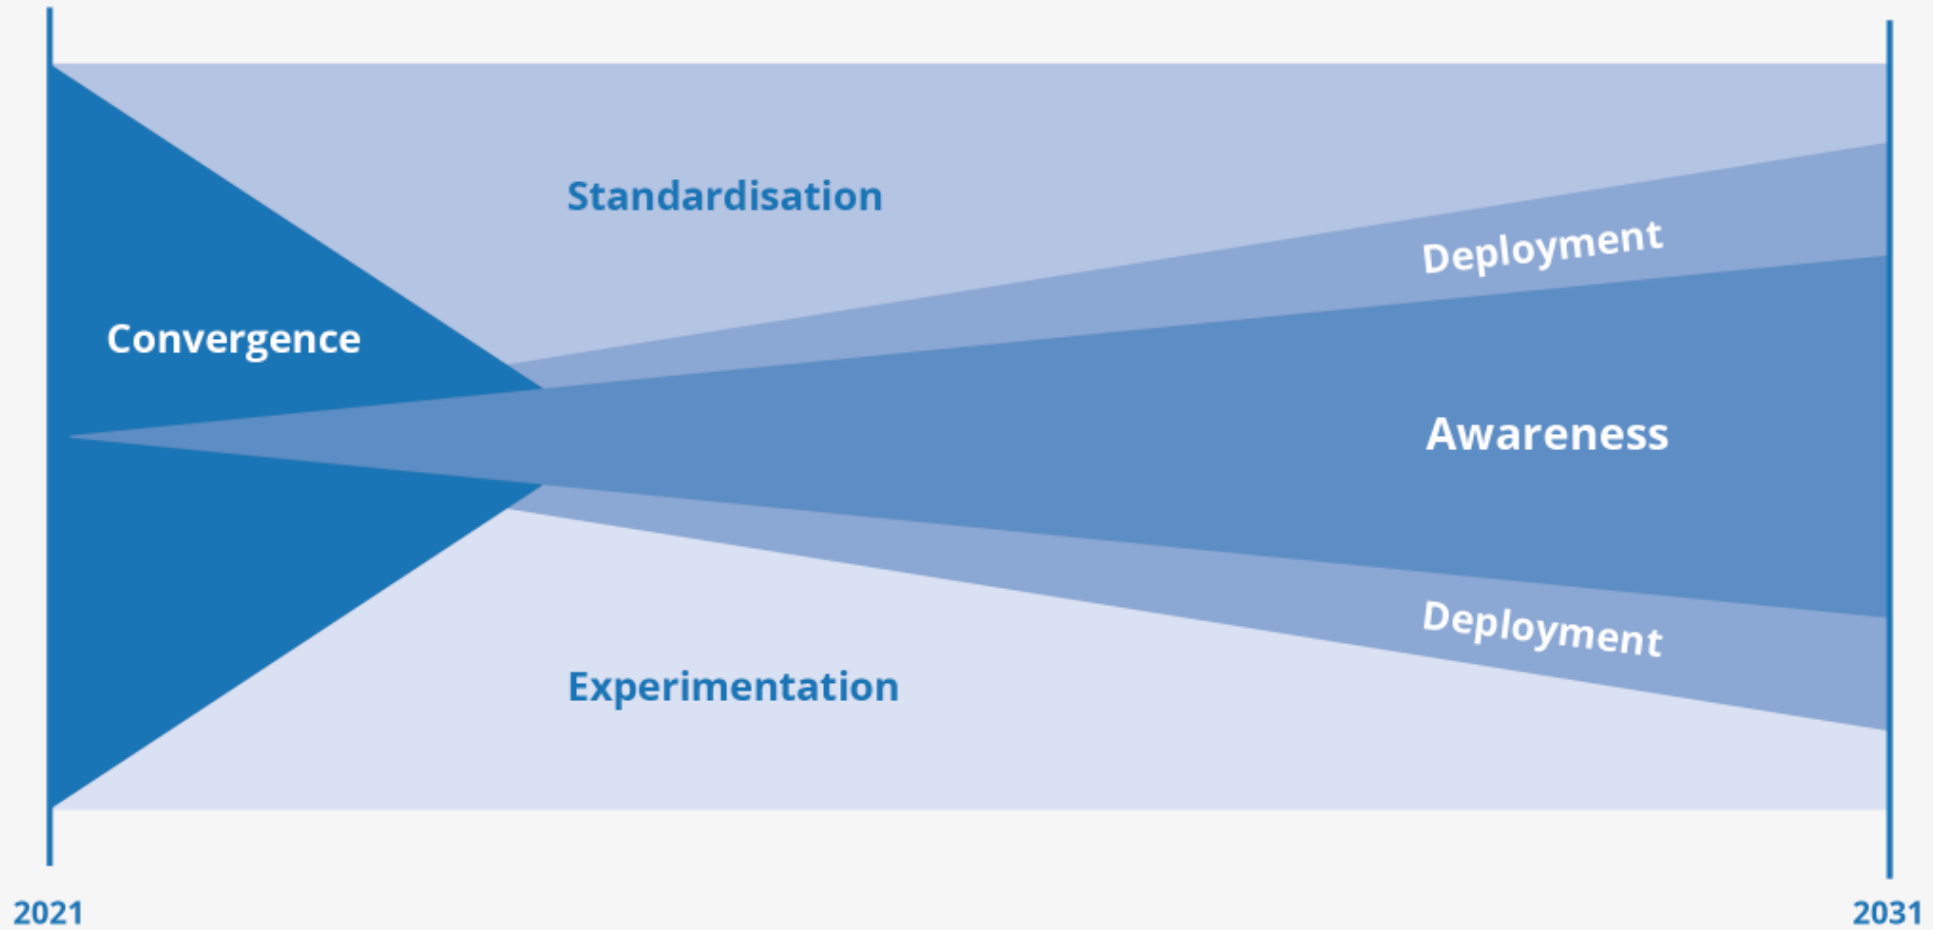 Standardisation
Deployment
Convergence
Awareness
Deployment
Experimentation
2021
2031